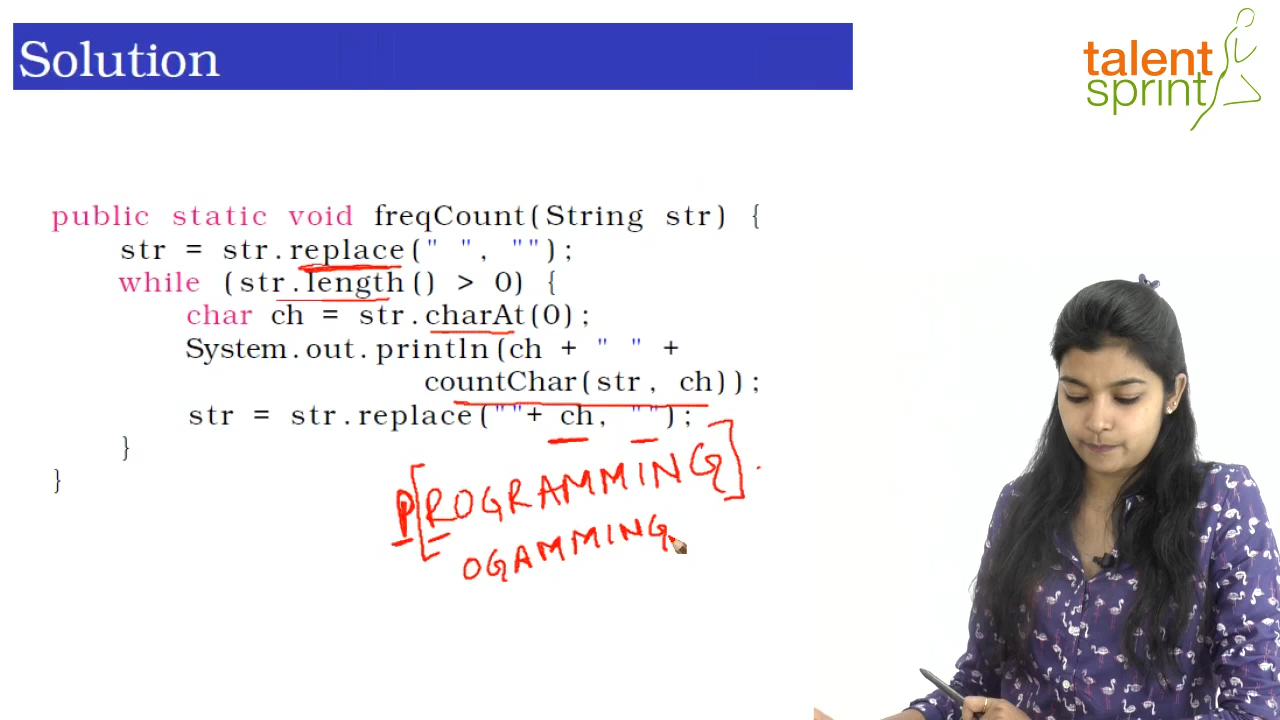 Solution
talent
sprint
public static void freqCount(String str) {
str = str.replace(" ", "");
while (str.length() > 0) {
char ch = str.charAt(0);
System.out.println(ch + " " +
countChar(str, ch));
str = str.replace(""+ ch, "");
}
}
P[ROGRAMMING].
OGAMMING